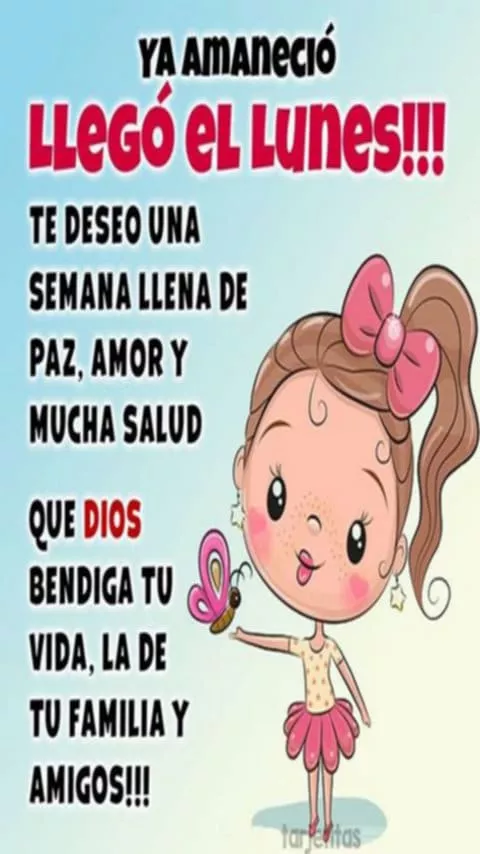 YA AMANECIÓ
LLEGÓ EL LUNES!!!
TE DESEO UNA
SEMANA LLENA DE
PAZ, AMOR Y
MUCHA SALUD
QUE DIOS
BENDIGA TU
VIDA, LA DE
TU FAMILIA Y
AMIGOS!!!
tarjetitas